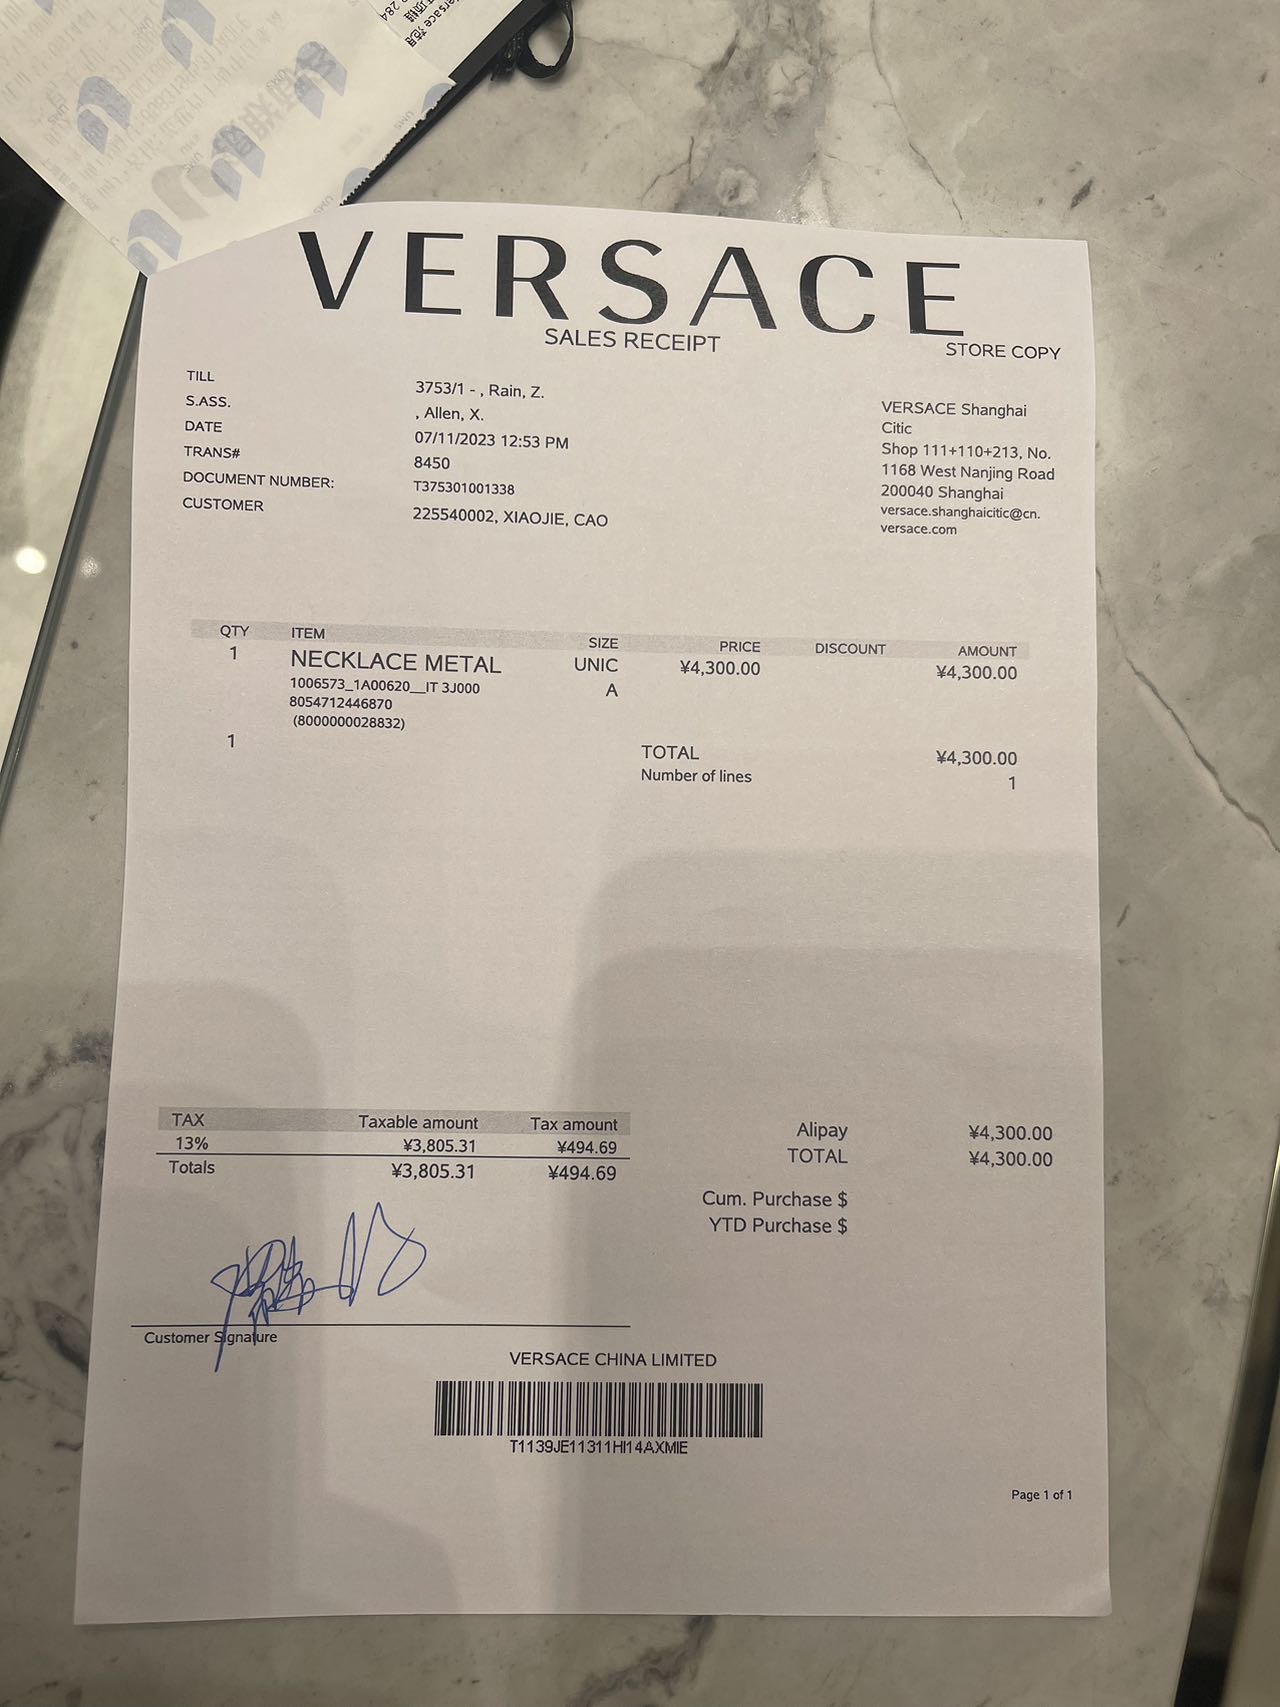 VERSACE
SALES RECEIPT
STORE COPY
TILL 3753/1 - , Rain, Z.
S.ASS. , Allen, X.
DATE 07/11/2023 12:53 PM
TRANS# 8450
DOCUMENT NUMBER: T375301001338
CUSTOMER 225540002, XIAOJIE, CAO
VERSACE Shanghai
Citic
Shop 111+110+213, No.
1168 West Nanjing Road
200040 Shanghai
versace.shanghaicitic@cn.
versace.com
QTY ITEM SIZE PRICE DISCOUNT AMOUNT
1 NECKLACE METAL UNIC ¥4,300.00 ¥4,300.00
1006573_1A00620__IT 3J000 A
8054712446870
(8000000028832)
1 TOTAL ¥4,300.00
Number of lines 1
TAX Taxable amount Tax amount
13% ¥3,805.31 ¥494.69
Totals ¥3,805.31 ¥494.69
Alipay ¥4,300.00
TOTAL ¥4,300.00
Cum. Purchase $
YTD Purchase $
Customer Signature
VERSACE CHINA LIMITED
T1139JE11311HI14AXMIE
Page 1 of 1